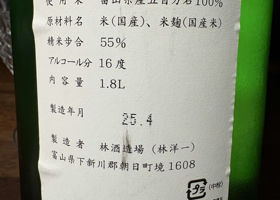 使用米 富山県産五百万石100%
原材料名 米(国産)、米麹(国産米)
精米歩合 55%
アルコール分 16度
内容量 1.8L
製造年月 25.4
製造者 林酒造場(林洋一)
富山県下新川郡朝日町境1608
プラ
(中栓)